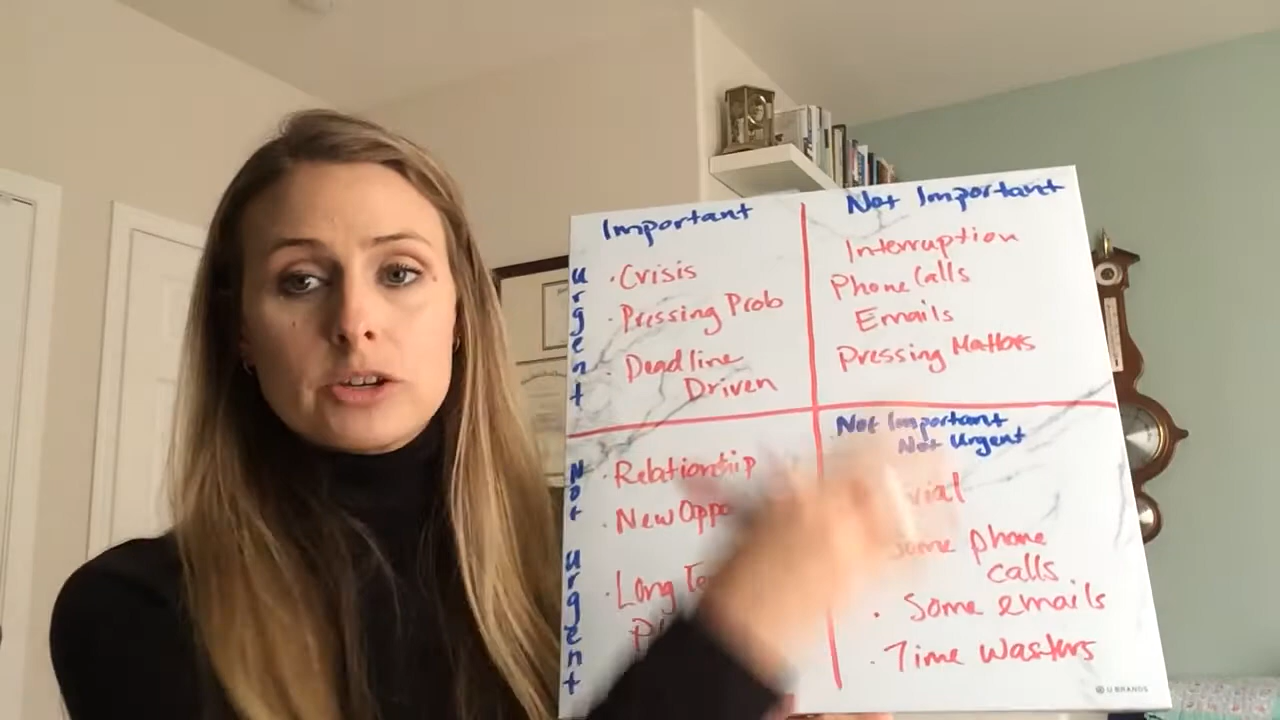 Important
Not Important
Urgent
Crisis
Pressing Prob
Deadline
Driven
Interruption
Phone Calls
Emails
Pressing Matters
Not Urgent
Relationship
New Oppo
Long Te
Not Important
Not Urgent
vial
Some phone
calls
Some emails
Time Wasters
U BRANDS